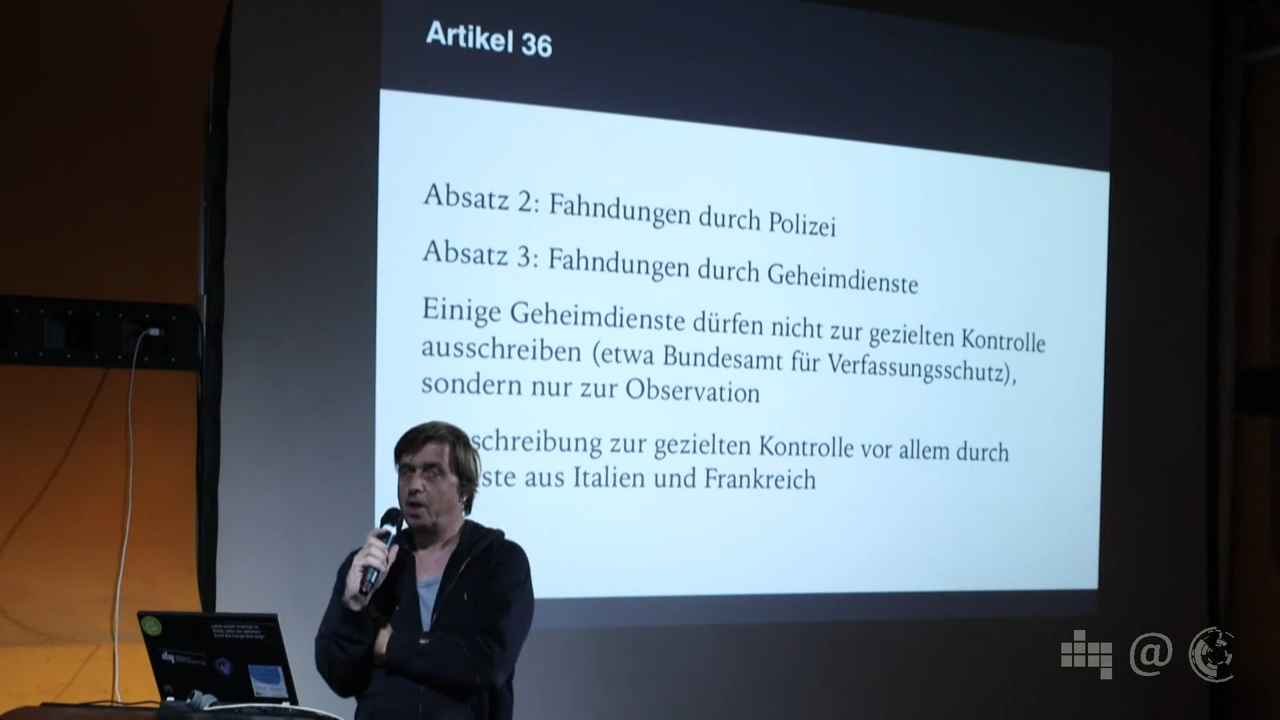 Artikel 36
Absatz 2: Fahndungen durch Polizei
Absatz 3: Fahndungen durch Geheimdienste
Einige Geheimdienste dürfen nicht zur gezielten Kontrolle
ausschreiben (etwa Bundesamt für Verfassungsschutz),
sondern nur zur Observation
schreibung zur gezielten Kontrolle vor allem durch
ste aus Italien und Frankreich
@